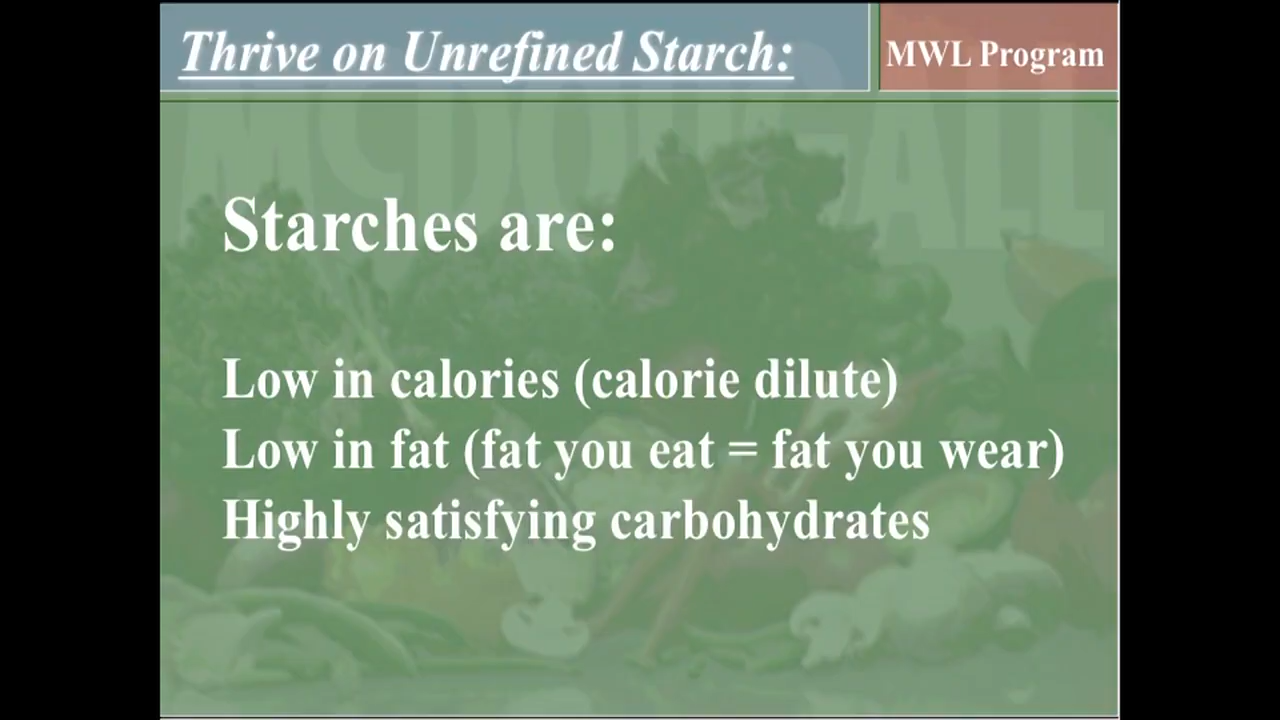 Thrive on Unrefined Starch:
MWL Program
McDOUGALL
Starches are:
Low in calories (calorie dilute)
Low in fat (fat you eat = fat you wear)
Highly satisfying carbohydrates